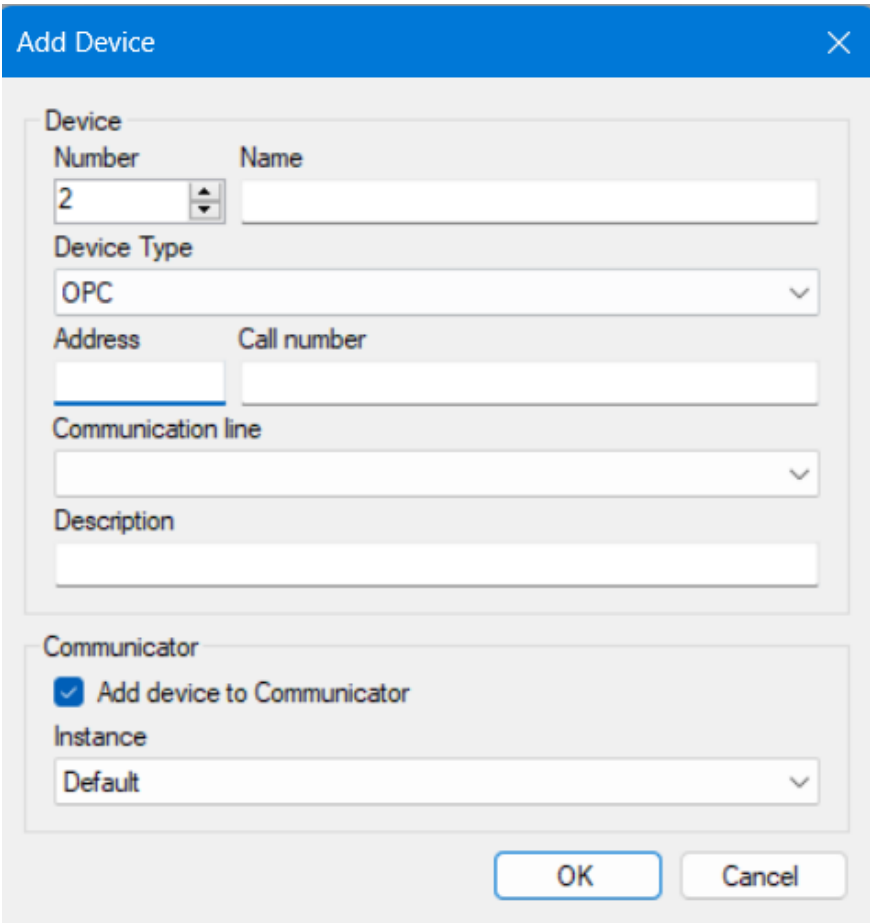 Add Device
Device
Number Name
2
Device Type
OPC
Address Call number
Communication line
Description
Communicator
Add device to Communicator
Instance
Default
OK Cancel